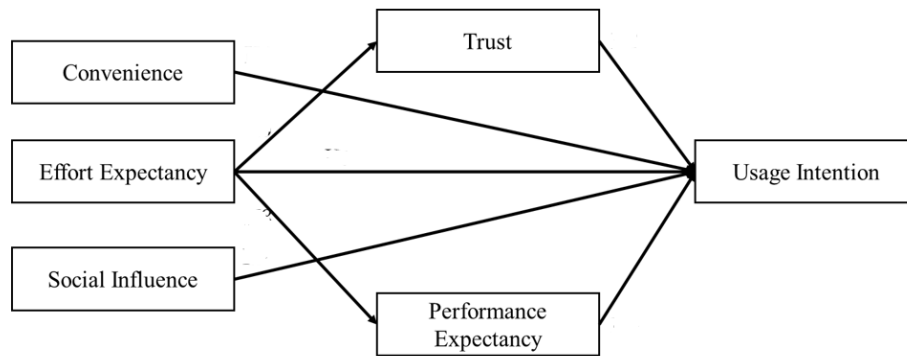 Trust
Convenience
Effort Expectancy
Usage Intention
Social Influence
Performance
Expectancy